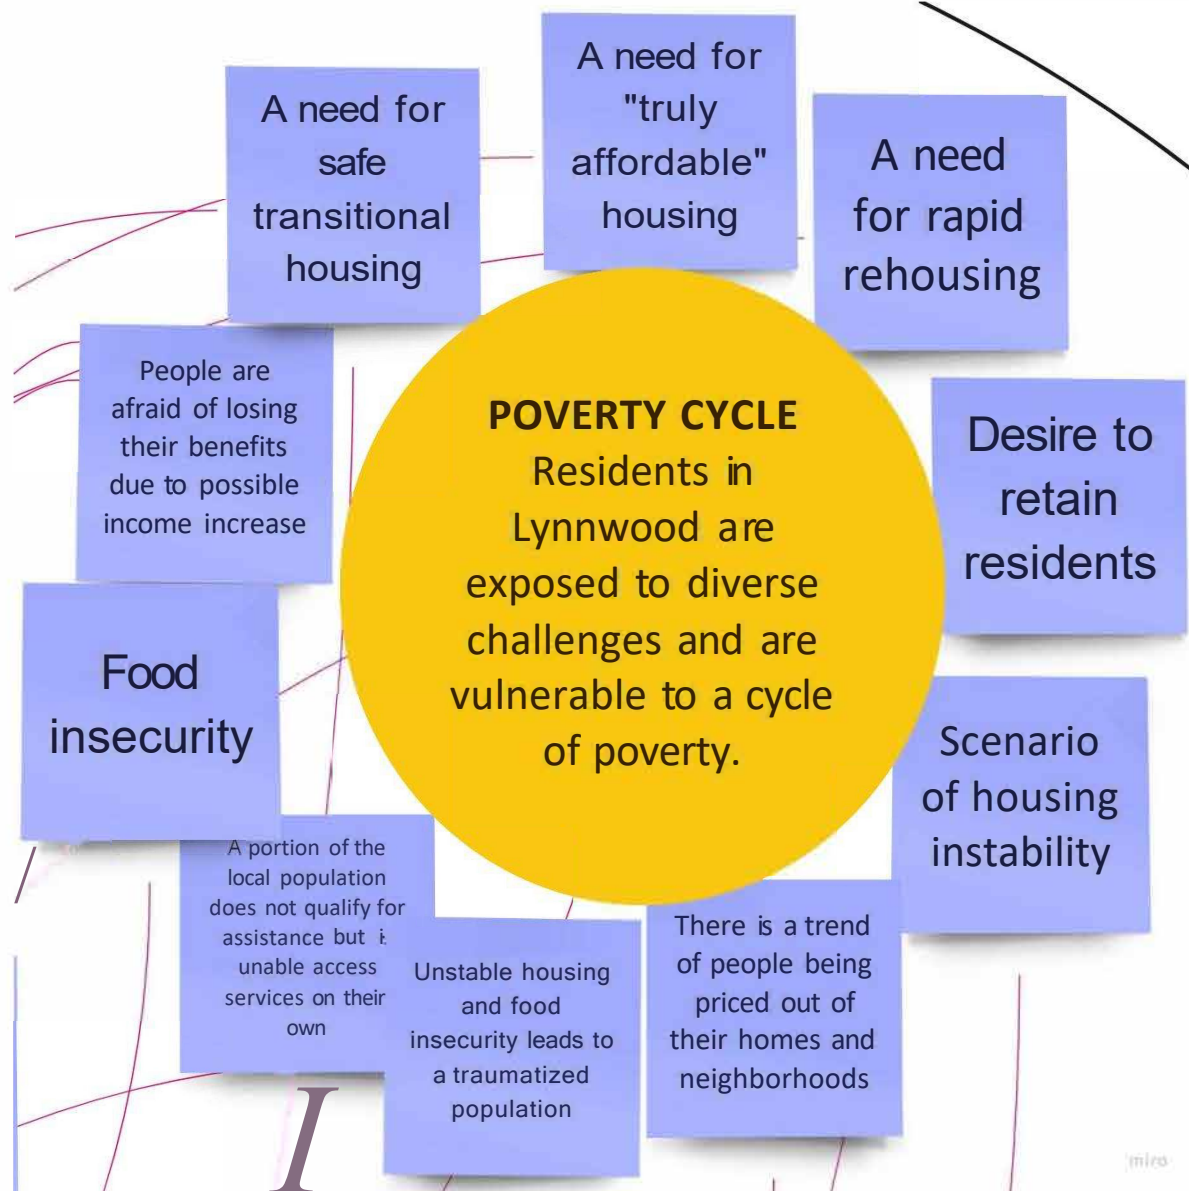 A need for
safe
transitional
housing
A need for
"truly
affordable"
housing
A need
for rapid
rehousing
People are
afraid of losing
their benefits
due to possible
income increase
POVERTY CYCLE
Residents in
Lynnwood are
exposed to diverse
challenges and are
vulnerable to a cycle
of poverty.
Desire to
retain
residents
Food
insecurity
Scenario
of housing
instability
A portion of the
local population
does not qualify for
assistance but i
unable access
services on their
own
Unstable housing
and food
insecurity leads to
a traumatized
population
There is a trend
of people being
priced out of
their homes and
neighborhoods
I
miro